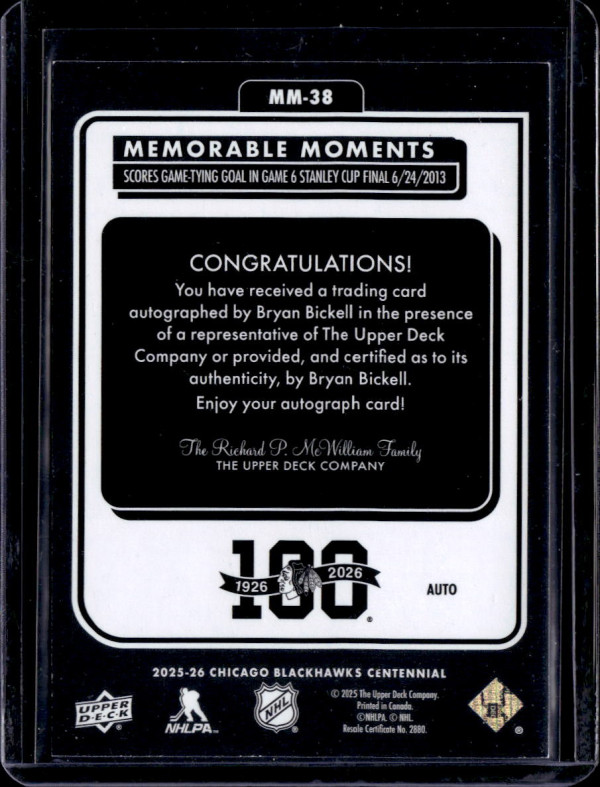 MM-38
MEMORABLE MOMENTS
SCORES GAME-TYING GOAL IN GAME 6 STANLEY CUP FINAL 6/24/2013
CONGRATULATIONS!
You have received a trading card
autographed by Bryan Bickell in the presence
of a representative of The Upper Deck
Company or provided, and certified as to its
authenticity, by Bryan Bickell.
Enjoy your autograph card!
The Richard P. McWilliam Family
THE UPPER DECK COMPANY
100
1926 2026
®
AUTO
2025-26 CHICAGO BLACKHAWKS CENTENNIAL
UPPER
D·E·C·K
®
NHLPA™
NHL
®
© 2025 The Upper Deck Company.
Printed in Canada.
©NHLPA. © NHL.
Resale Certificate No. 2880.
®